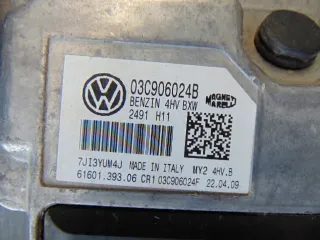 03C906024B
BENZIN 4HV BXW
MAGNETI MARELLI
2491 H11
7JI3YUM4J MADE IN ITALY MY2 4HV.B
61601.393.06 CR1 03C906024F 22.04.09